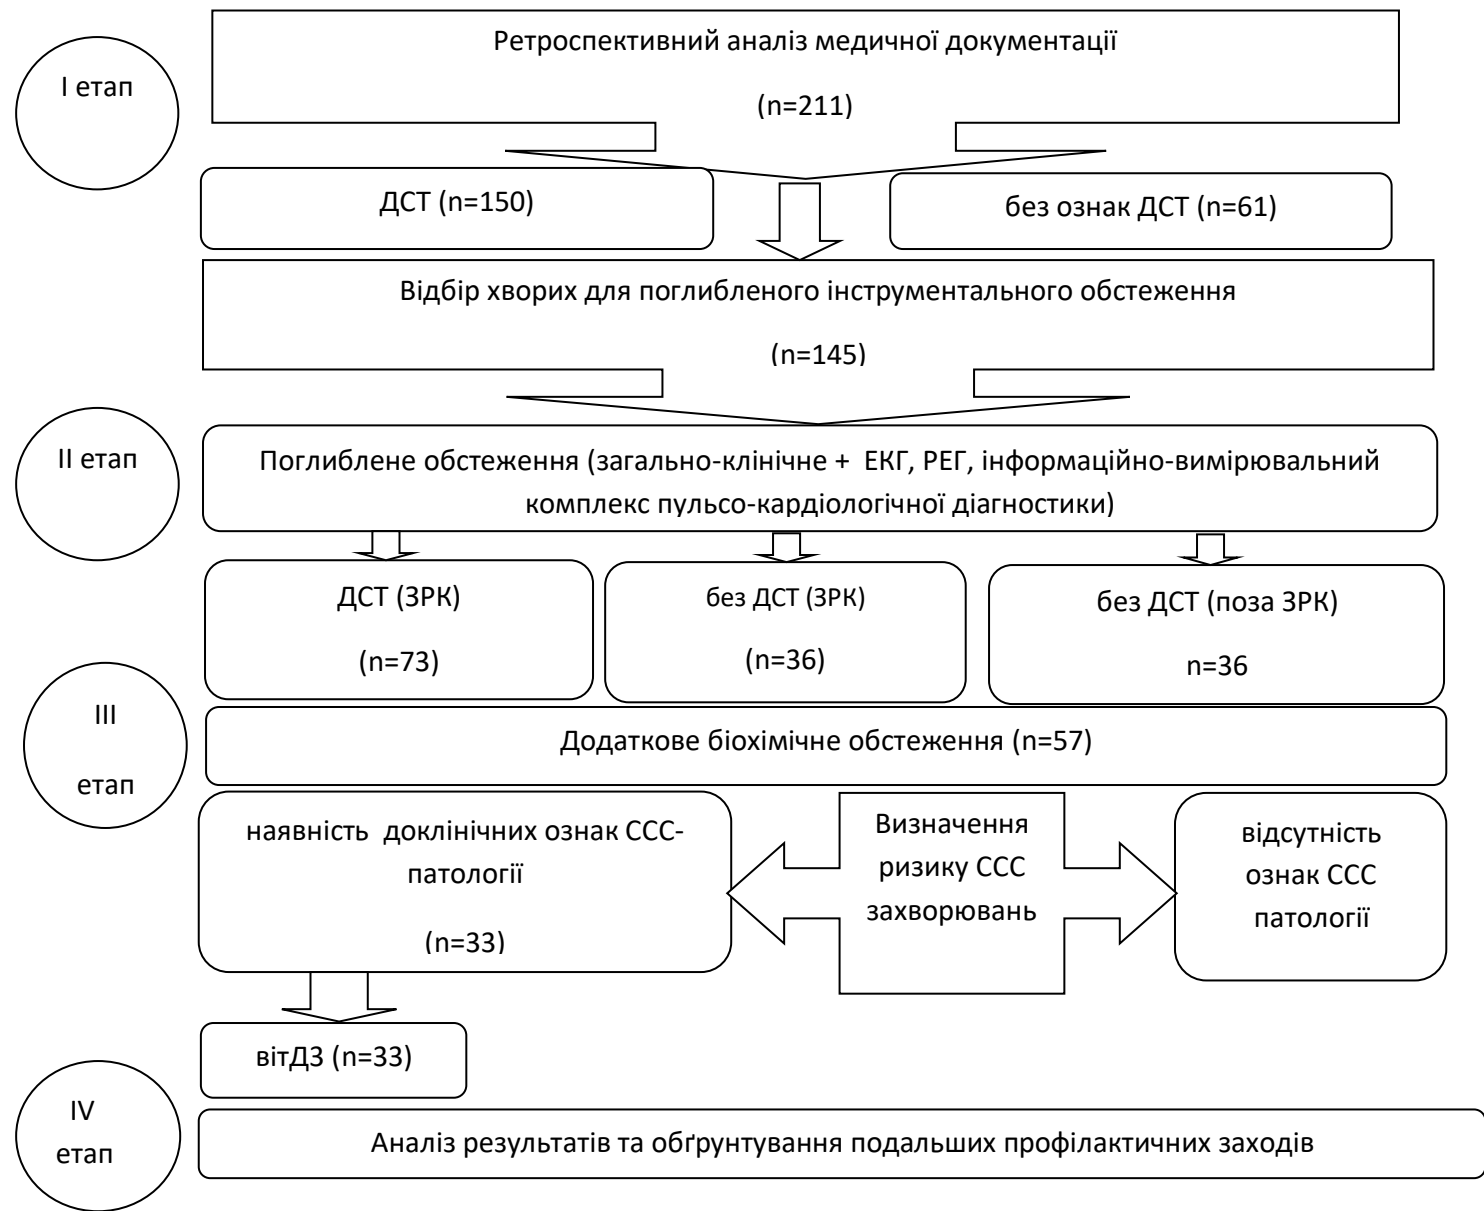 І етап
Ретроспективний аналіз медичної документації
(n=211)
ДСТ (n=150)
без ознак ДСТ (n=61)
Відбір хворих для поглибленого інструментального обстеження
(n=145)
ІІ етап
Поглиблене обстеження (загально-клінічне + ЕКГ, РЕГ, інформаційно-вимірювальний
комплекс пульсо-кардіологічної діагностики)
ДСТ (ЗРК)
(n=73)
без ДСТ (ЗРК)
(n=36)
без ДСТ (поза ЗРК)
n=36
ІІІ
етап
Додаткове біохімічне обстеження (n=57)
наявність доклінічних ознак ССС-
патології
(n=33)
Визначення
ризику ССС
захворювань
відсутність
ознак ССС
патології
вітД3 (n=33)
IV
етап
Аналіз результатів та обґрунтування подальших профілактичних заходів